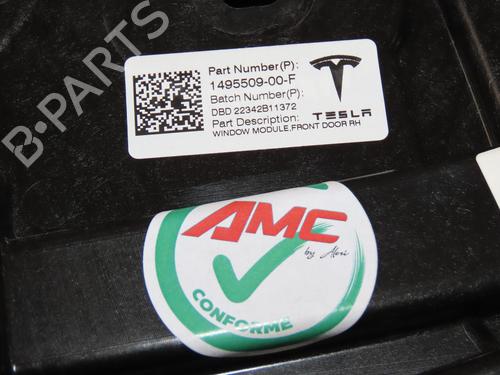 Part Number(P):
1495509-00-F
Batch Number(P):
DBD 22342B11372
Part Description:
TESLA
WINDOW MODULE,FRONT DOOR RH
AMC
by Alexi
CONFORME
B-PARTS